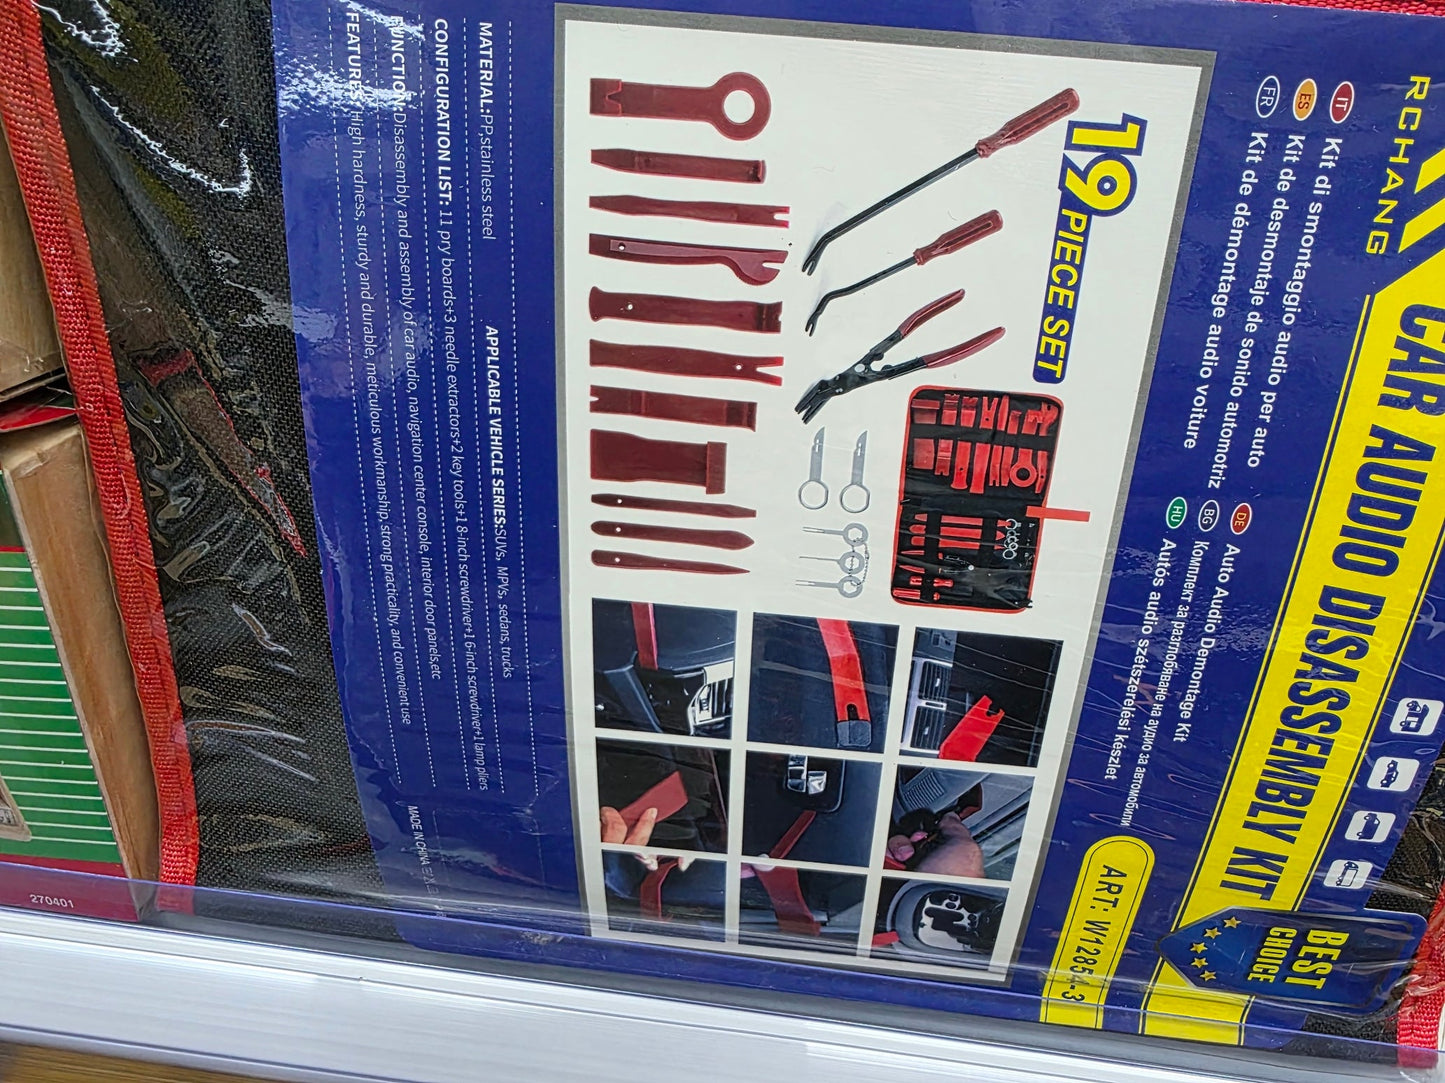 RCHANG
CAR AUDIO DISASSEMBLY KIT
IT Kit di smontaggio audio per auto
ES Kit de desmontaje de sonido automotriz
FR Kit de démontage audio voiture
DE Auto Audio Demontage Kit
BG Комплект за разглобяване на аудио за автомобили
HU Autós audio szétszerelési készlet
BEST
CHOICE
ART: W12854-3
19 PIECE SET
APPLICABLE VEHICLE SERIES:SUVs, MPVs, sedans, trucks
MATERIAL:PP,stainless steel
CONFIGURATION LIST: 11 pry boards+3 needle extractors+2 key tools+1 8-inch screwdriver+1 6-inch screwdriver+1 lamp pliers
FUNCTION:Disassembly and assembly of car audio, navigation center console, interior door panels,etc
FEATURES:High hardness, sturdy and durable, meticulous workmanship, strong practicality, and convenient use
MADE IN CHINA
270401